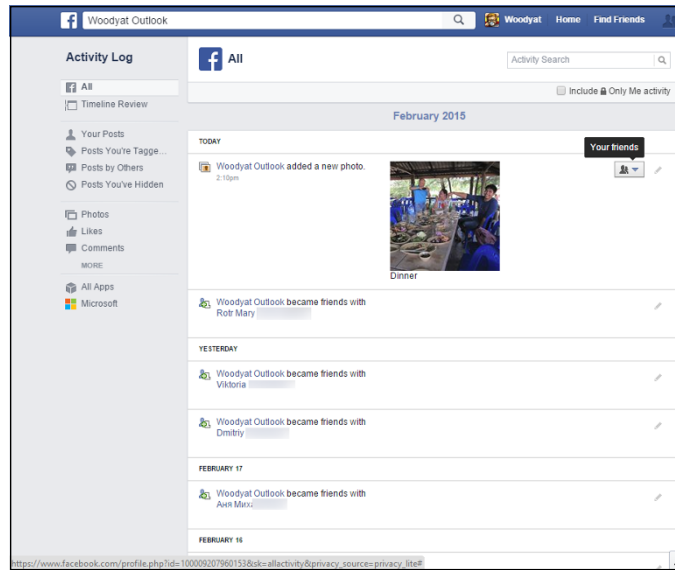 Woodyat Outlook
Woodyat Home Find Friends
Activity Log
All
Timeline Review
Your Posts
Posts You're Tagge...
Posts by Others
Posts You've Hidden
Photos
Likes
Comments
MORE
All Apps
Microsoft
All
Activity Search
Include Only Me activity
February 2015
TODAY
Your friends
Woodyat Outlook added a new photo.
2:10pm
Dinner
Woodyat Outlook became friends with
Rotr Mary
YESTERDAY
Woodyat Outlook became friends with
Viktoria
Woodyat Outlook became friends with
Dmitriy
FEBRUARY 17
Woodyat Outlook became friends with
Аня Миха
FEBRUARY 16
https://www.facebook.com/profile.php?id=100009207960153&sk=allactivity&privacy_source=privacy_lite#